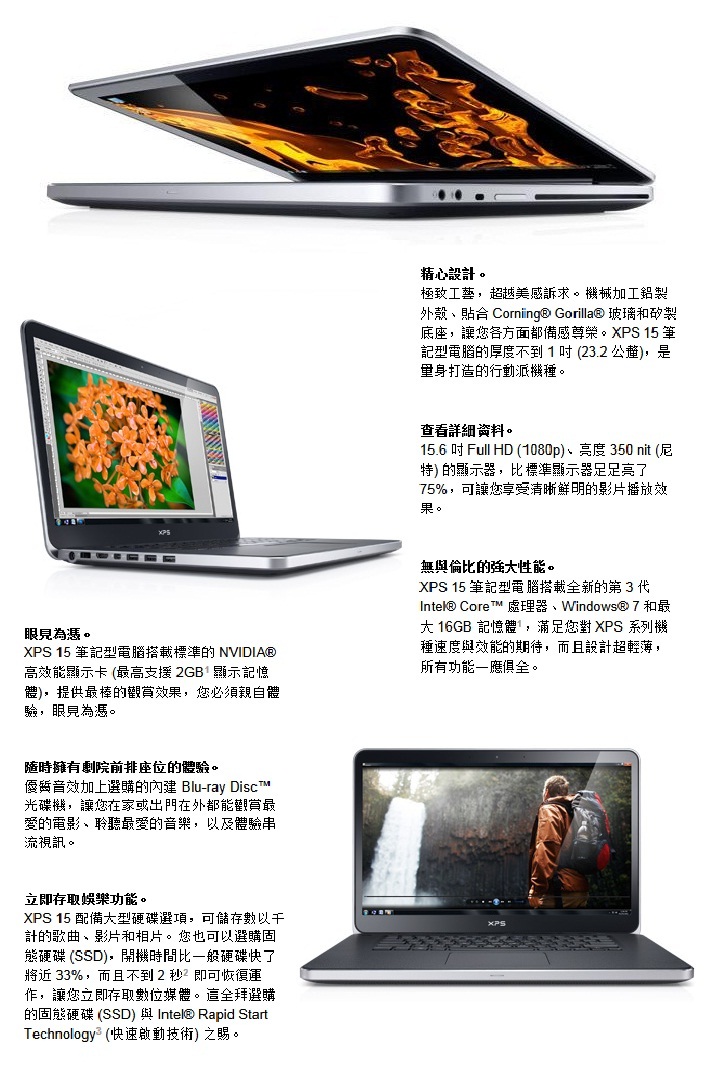 精心設計。
極致工藝，超越美感訴求。機械加工鋁製
外殼、貼合 Corning® Gorilla® 玻璃和矽製
底座，讓您各方面都備感尊榮。XPS 15 筆
記型電腦的厚度不到 1 吋 (23.2 公釐)，是
量身打造的行動派機種。
查看詳細資料。
15.6 吋 Full HD (1080p)、亮度 350 nit (尼
特) 的顯示器，比標準顯示器足足亮了
75%，可讓您享受清晰鮮明的影片播放效
果。
無與倫比的強大性能。
XPS 15 筆記型電腦搭載全新的第 3 代
Intel® Core™ 處理器、Windows® 7 和最
大 16GB 記憶體1，滿足您對 XPS 系列機
種速度與效能的期待，而且設計超輕薄，
所有功能一應俱全。
XPS
眼見為憑。
XPS 15 筆記型電腦搭載標準的 NVIDIA®
高效能顯示卡 (最高支援 2GB1 顯示記憶
體)，提供最棒的觀賞效果，您必須親自體
驗，眼見為憑。
隨時擁有劇院前排座位的體驗。
優質音效加上選購的內建 Blu-ray Disc™
光碟機，讓您在家或出門在外都能觀賞最
愛的電影、聆聽最愛的音樂，以及體驗串
流視訊。
立即存取娛樂功能。
XPS 15 配備大型硬碟選項，可儲存數以千
計的歌曲、影片和相片。您也可以選購固
態硬碟 (SSD)，開機時間比一般硬碟快了
將近 33%，而且不到 2 秒2 即可恢復運
作，讓您立即存取數位媒體。這全拜選購
的固態硬碟 (SSD) 與 Intel® Rapid Start
Technology3 (快速啟動技術) 之賜。
XPS